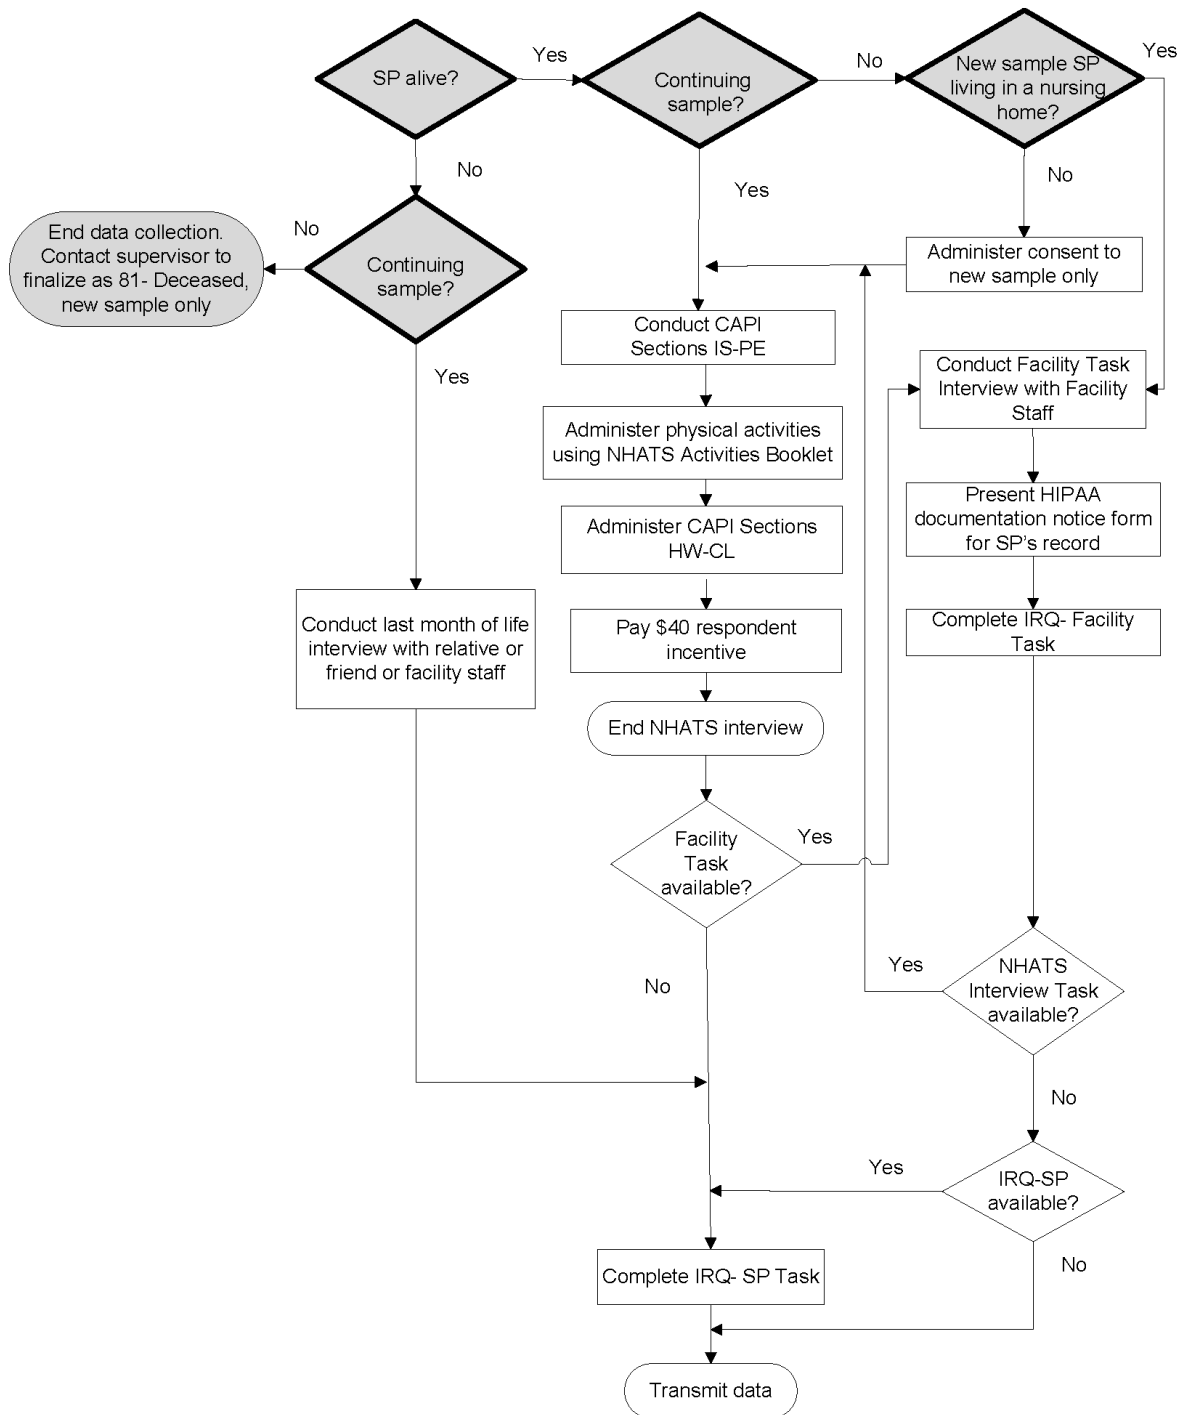 SP alive?
Yes
Continuing
sample?
No
New sample SP
living in a nursing
home?
Yes
No
Yes
No
No
End data collection.
Contact supervisor to
finalize as 81- Deceased,
new sample only
Continuing
sample?
Administer consent to
new sample only
Conduct CAPI
Sections IS-PE
Yes
Conduct Facility Task
Interview with Facility
Staff
Administer physical activities
using NHATS Activities Booklet
Present HIPAA
documentation notice form
for SP's record
Administer CAPI Sections
HW-CL
Conduct last month of life
interview with relative or
friend or facility staff
Pay $40 respondent
incentive
Complete IRQ- Facility
Task
End NHATS interview
Facility
Task
available?
Yes
No
Yes
NHATS
Interview Task
available?
No
Yes
IRQ-SP
available?
No
Complete IRQ- SP Task
Transmit data